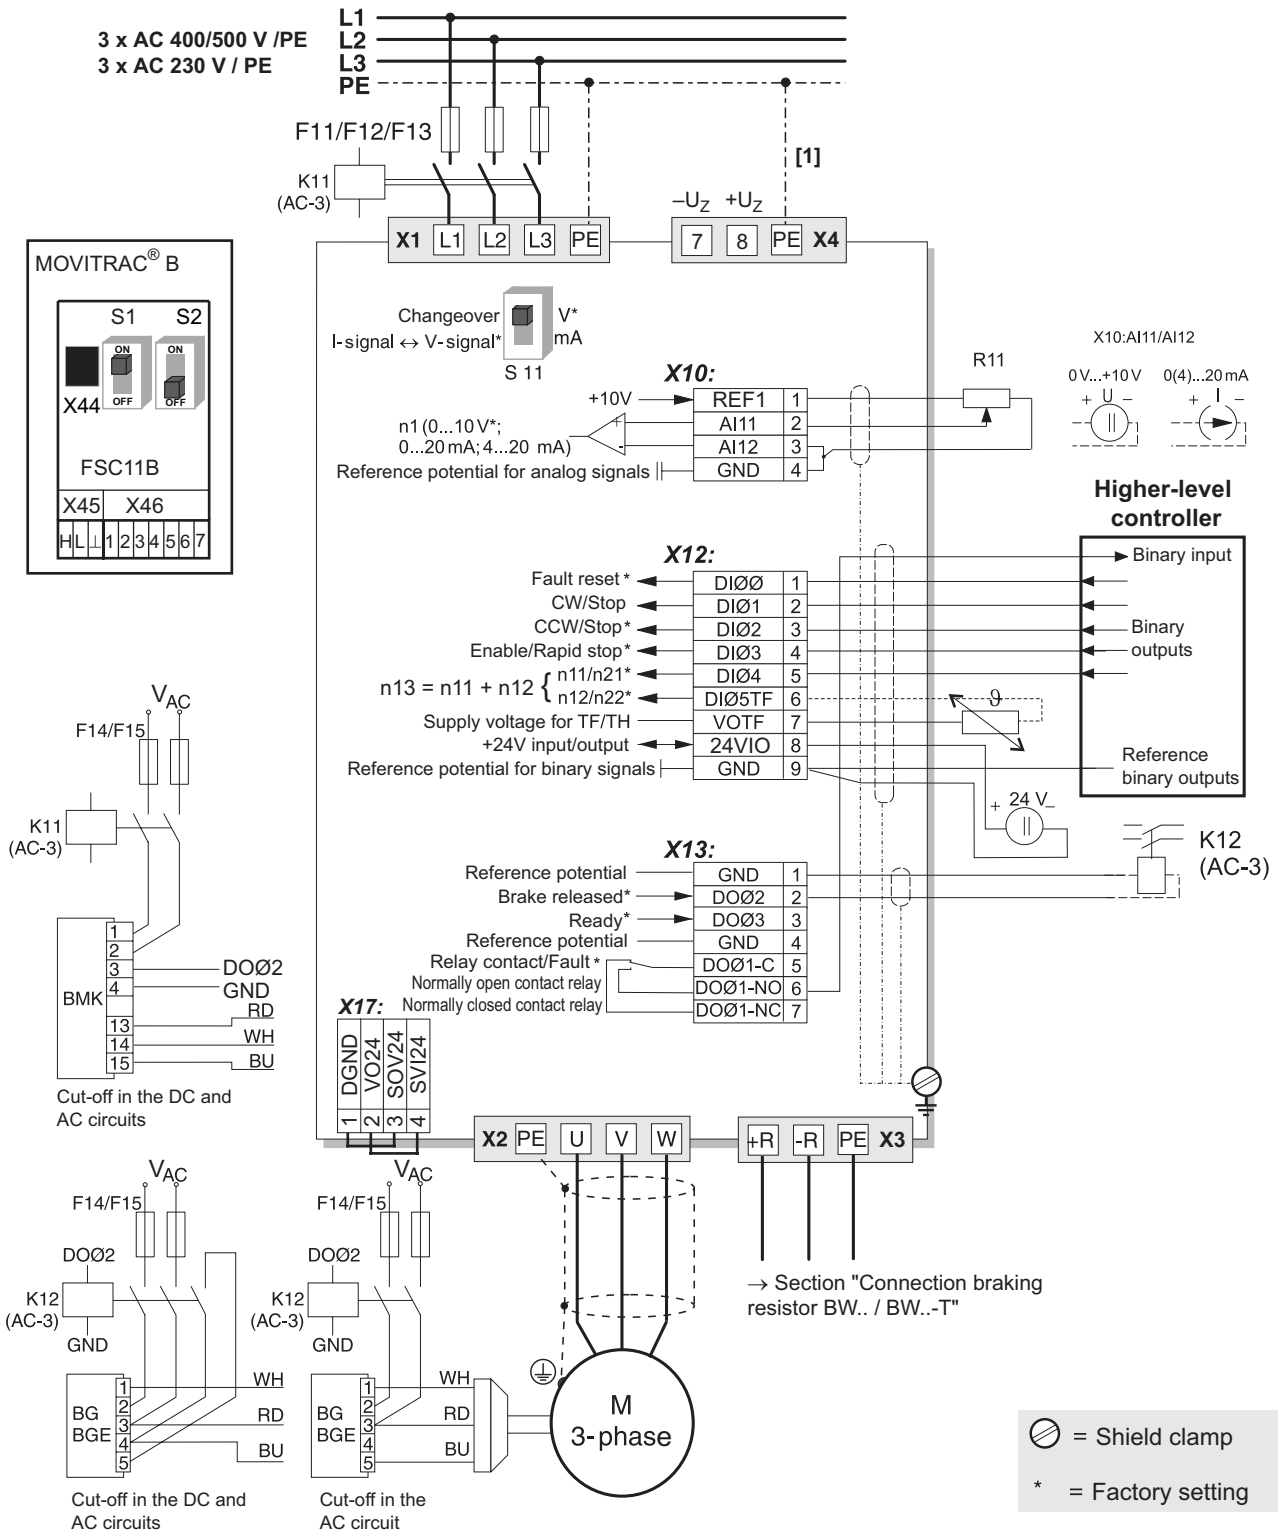 L1
3 x AC 400/500 V /PE L2
3 x AC 230 V / PE L3
PE
F11/F12/F13
[1]
K11
(AC-3)
–UZ +UZ
X1 L1 L2 L3 PE
7 8 PE X4
MOVITRAC® B
S1 S2
ON ON
OFF OFF
X44
FSC11B
X45 X46
H L ⊥ 1 2 3 4 5 6 7
Changeover V*
I-signal ↔ V-signal* mA
S 11
X10:
+10V REF1 1
n1 (0...10 V*; + AI11 2
0...20 mA; 4...20 mA) - AI12 3
Reference potential for analog signals GND 4
R11
X10:AI11/AI12
0 V...+10 V 0(4)...20 mA
+ U – + I –
Higher-level
controller
Binary input
Binary
outputs
Reference
binary outputs
X12:
Fault reset * DIØØ 1
CW/Stop DIØ1 2
CCW/Stop * DIØ2 3
Enable/Rapid stop* DIØ3 4
n13 = n11 + n12 { n11/n21* DIØ4 5
n12/n22* DIØ5TF 6
Supply voltage for TF/TH VOTF 7
+24V input/output 24VIO 8
Reference potential for binary signals GND 9
ϑ
+ 24 V –
K12
(AC-3)
X13:
Reference potential GND 1
Brake released* DOØ2 2
Ready* DOØ3 3
Reference potential GND 4
Relay contact/Fault * DOØ1-C 5
Normally open contact relay DOØ1-NO 6
Normally closed contact relay DOØ1-NC 7
VAC
F14/F15
K11
(AC-3)
BMK
1
2
3 DOØ2
4 GND
13 RD
14 WH
15 BU
Cut-off in the DC and
AC circuits
X17:
DGND VO24 SOV24 SVI24
1 2 3 4
X2 PE U V W
+R -R PE X3
→ Section "Connection braking
resistor BW.. / BW..-T"
VAC
F14/F15
DOØ2
K12
(AC-3)
GND
BG
BGE
1 WH
2
3 RD
4
5 BU
Cut-off in the DC and
AC circuits
VAC
F14/F15
DOØ2
K12
(AC-3)
GND
BG
BGE
1 WH
2
3 RD
4
5 BU
Cut-off in the
AC circuit
M
3-phase
= Shield clamp
* = Factory setting